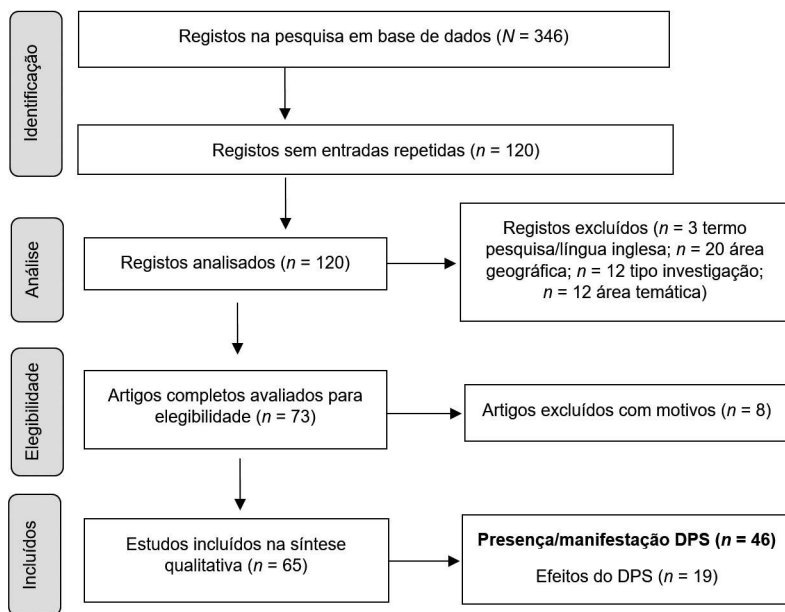 Identificação
Registos na pesquisa em base de dados (N = 346)
Registos sem entradas repetidas (n = 120)
Análise
Registos analisados (n = 120)
Registos excluídos (n = 3 termo
pesquisa/língua inglesa; n = 20 área
geográfica; n = 12 tipo investigação;
n = 12 área temática)
Elegibilidade
Artigos completos avaliados para
elegibilidade (n = 73)
Artigos excluídos com motivos (n = 8)
Incluídos
Estudos incluídos na síntese
qualitativa (n = 65)
Presença/manifestação DPS (n = 46)
Efeitos do DPS (n = 19)